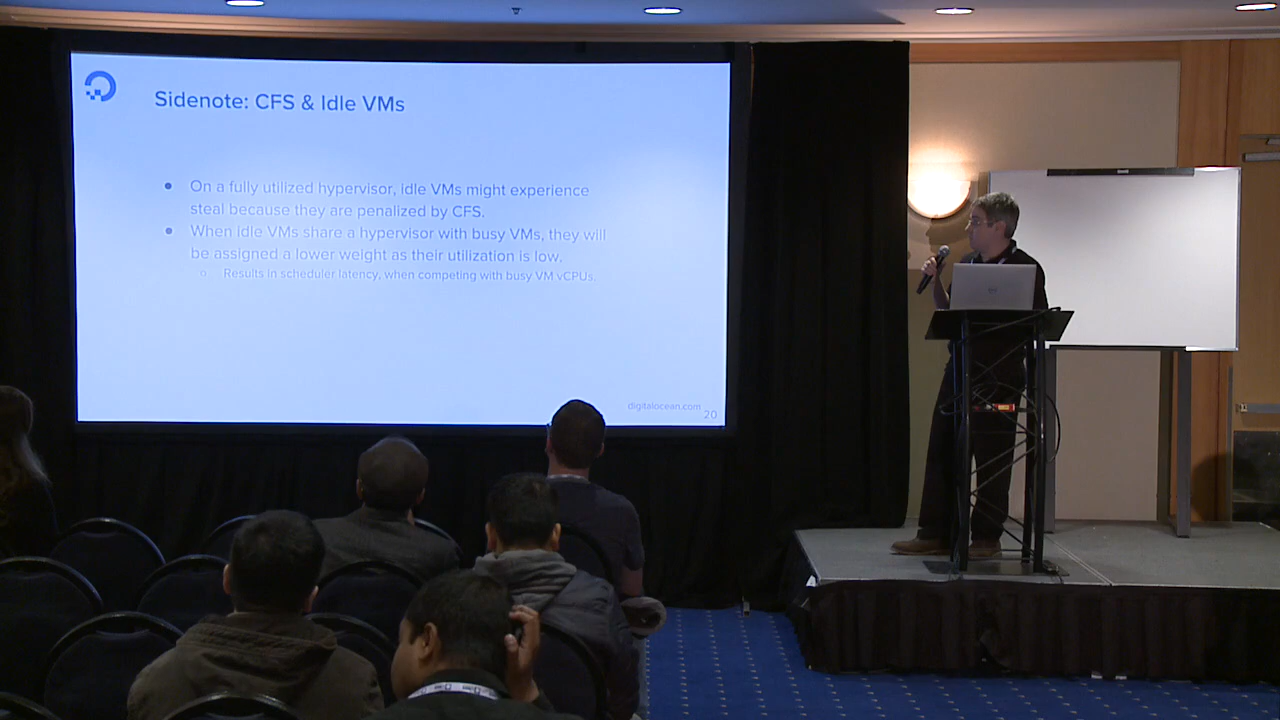 Sidenote: CFS & Idle VMs
• On a fully utilized hypervisor, idle VMs might experience
steal because they are penalized by CFS.
• When idle VMs share a hypervisor with busy VMs, they will
be assigned a lower weight as their utilization is low.
○ Results in scheduler latency, when competing with busy VM vCPUs.
digitalocean.com
20